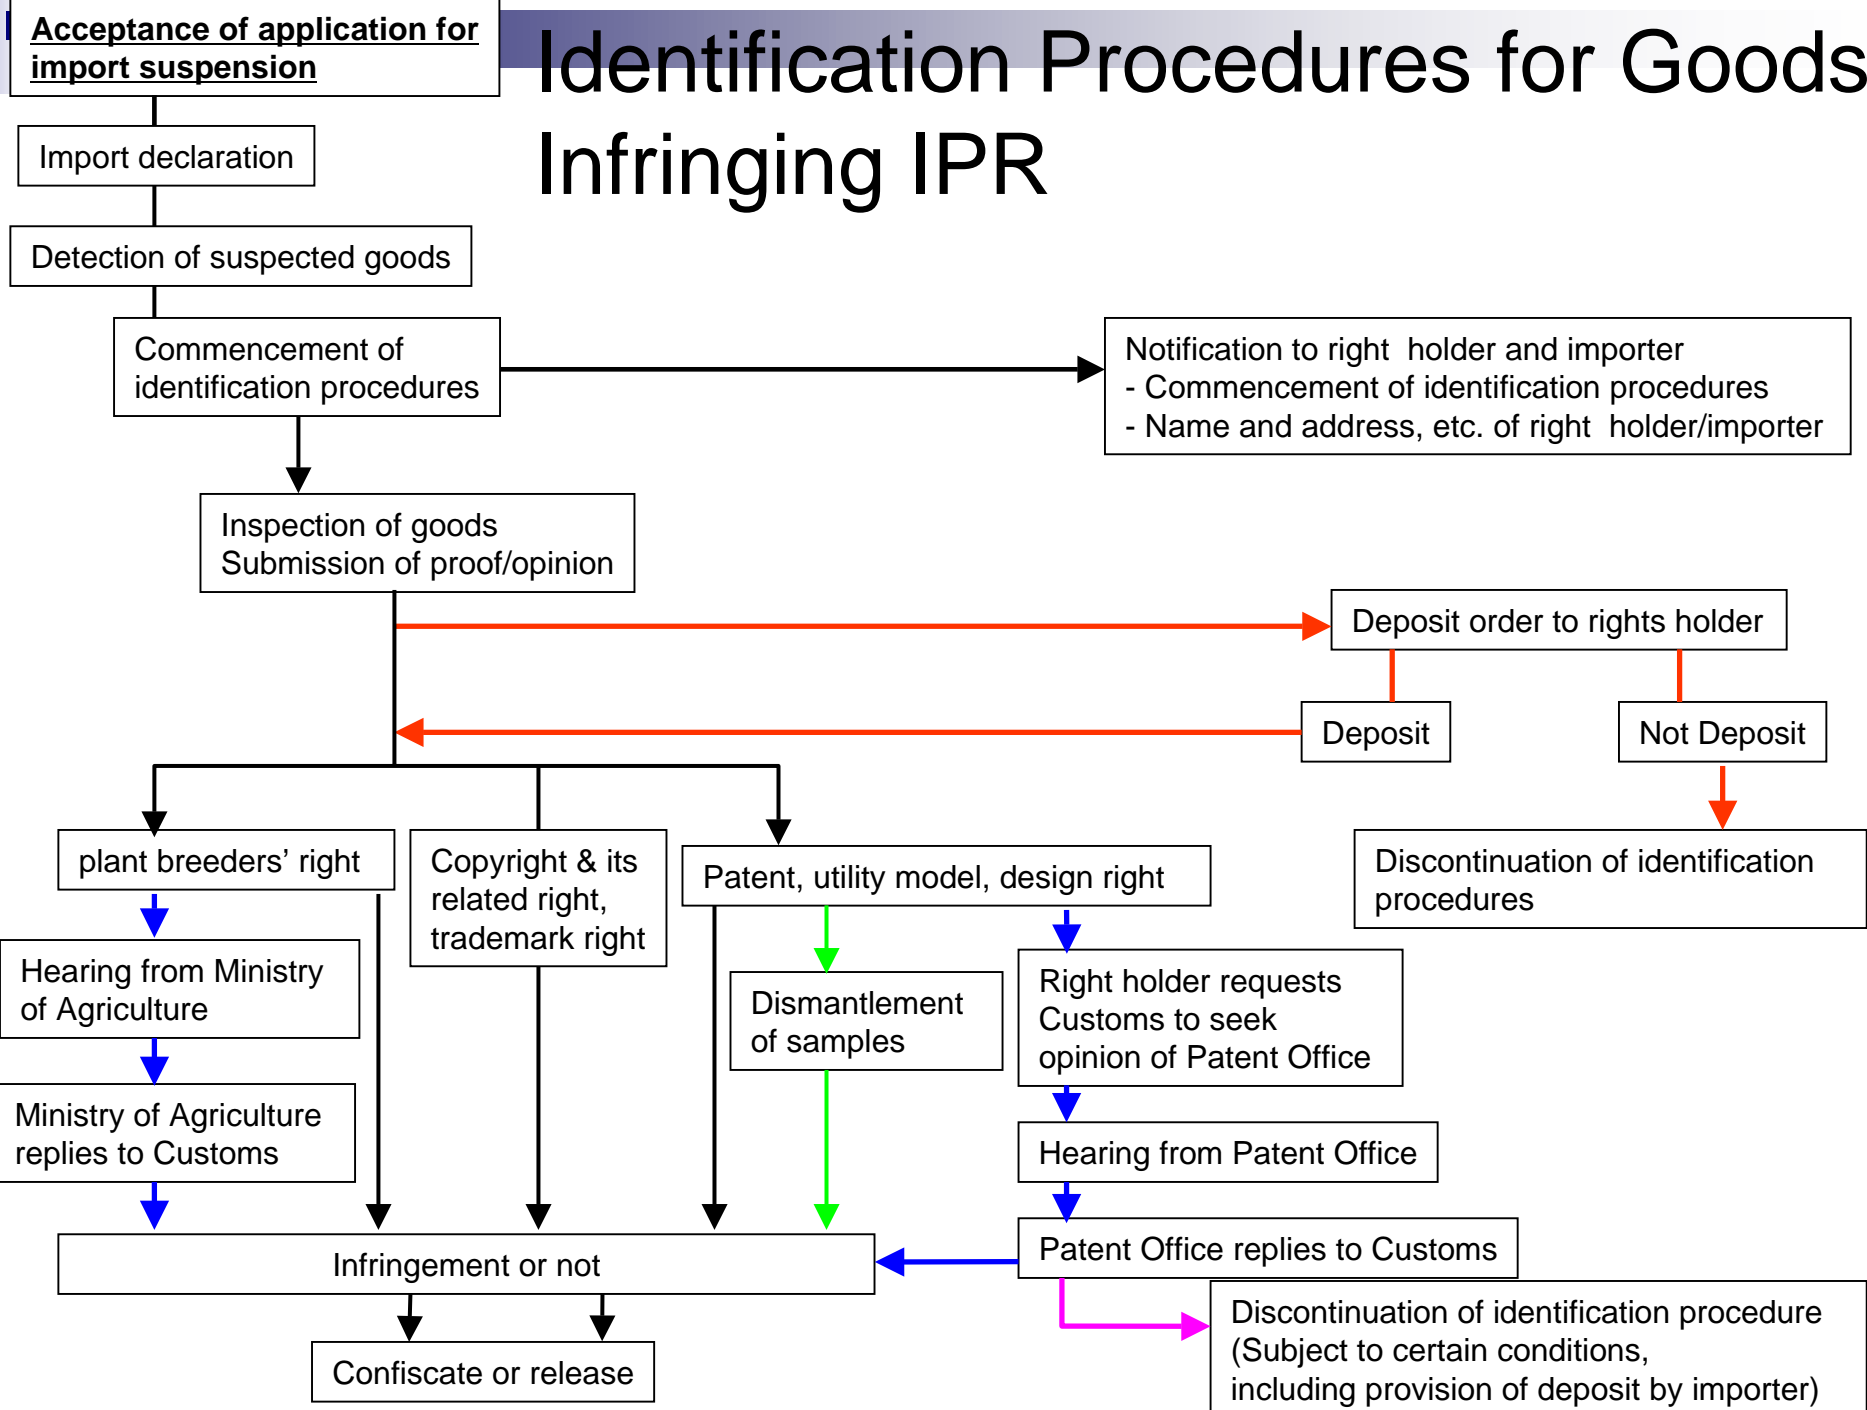 Acceptance of application for
import suspension
Identification Procedures for Goods
Infringing IPR
Import declaration
Detection of suspected goods
Commencement of
identification procedures
Notification to right  holder and importer
- Commencement of identification procedures
- Name and address, etc. of right  holder/importer
Inspection of goods
Submission of proof/opinion
Deposit order to rights holder
Deposit
Not Deposit
plant breeders’ right
Copyright & its
related right,
trademark right
Patent, utility model, design right
Discontinuation of identification
procedures
Hearing from Ministry
of Agriculture
Dismantlement
of samples
Right holder requests
Customs to seek
opinion of Patent Office
Ministry of Agriculture
replies to Customs
Hearing from Patent Office
Patent Office replies to Customs
Infringement or not
Discontinuation of identification procedure
(Subject to certain conditions,
including provision of deposit by importer)
Confiscate or release